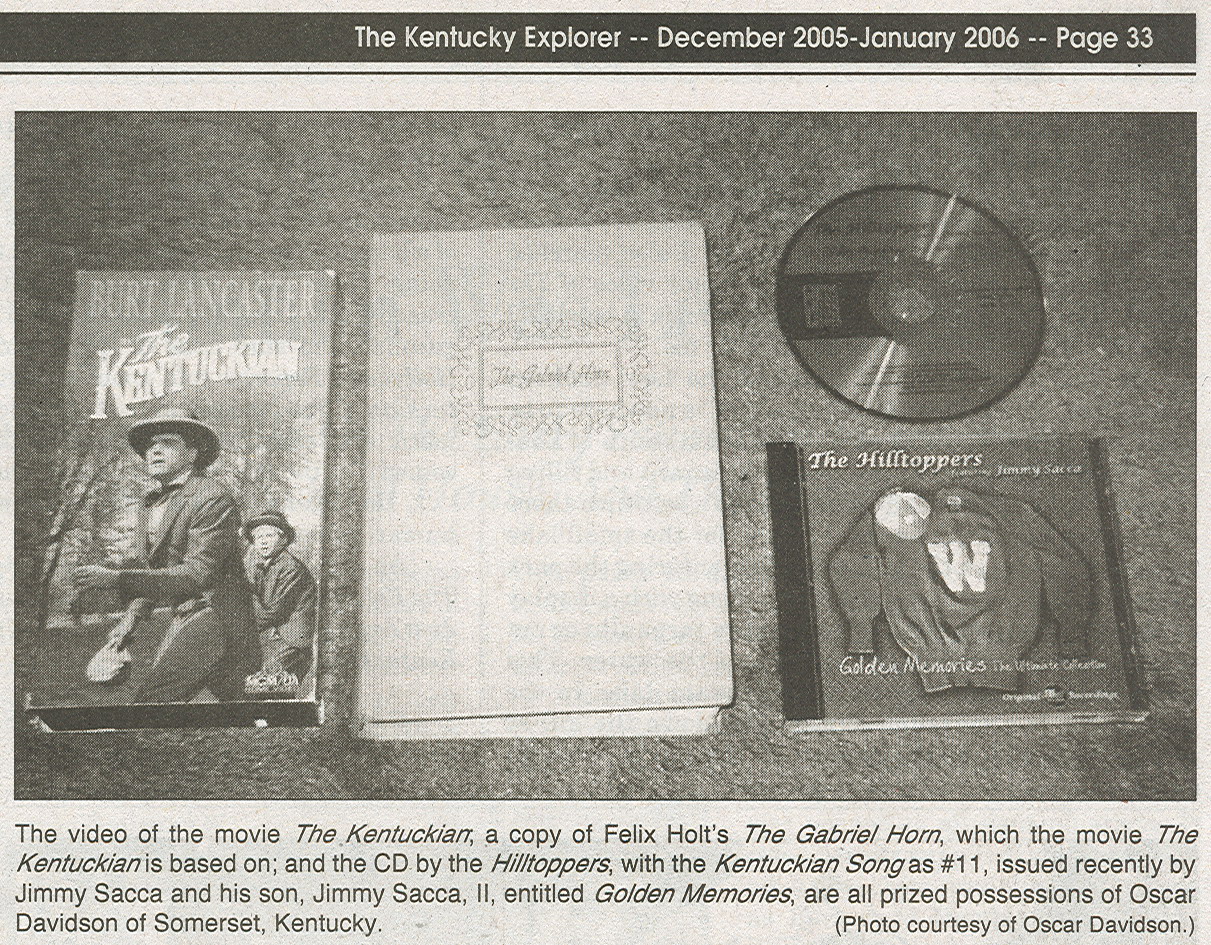 The Kentucky Explorer -- December 2005-January 2006 -- Page 33
BURT LANCASTER
The
KENTUCKIAN
The Gabriel Horn
The Hilltoppers
featuring Jimmy Sacca
W
Golden Memories The Ultimate Collection
Original Recordings
The video of the movie The Kentuckian; a copy of Felix Holt's The Gabriel Horn, which the movie The
Kentuckian is based on; and the CD by the Hilltoppers, with the Kentuckian Song as #11, issued recently by
Jimmy Sacca and his son, Jimmy Sacca, II, entitled Golden Memories, are all prized possessions of Oscar
Davidson of Somerset, Kentucky. (Photo courtesy of Oscar Davidson.)